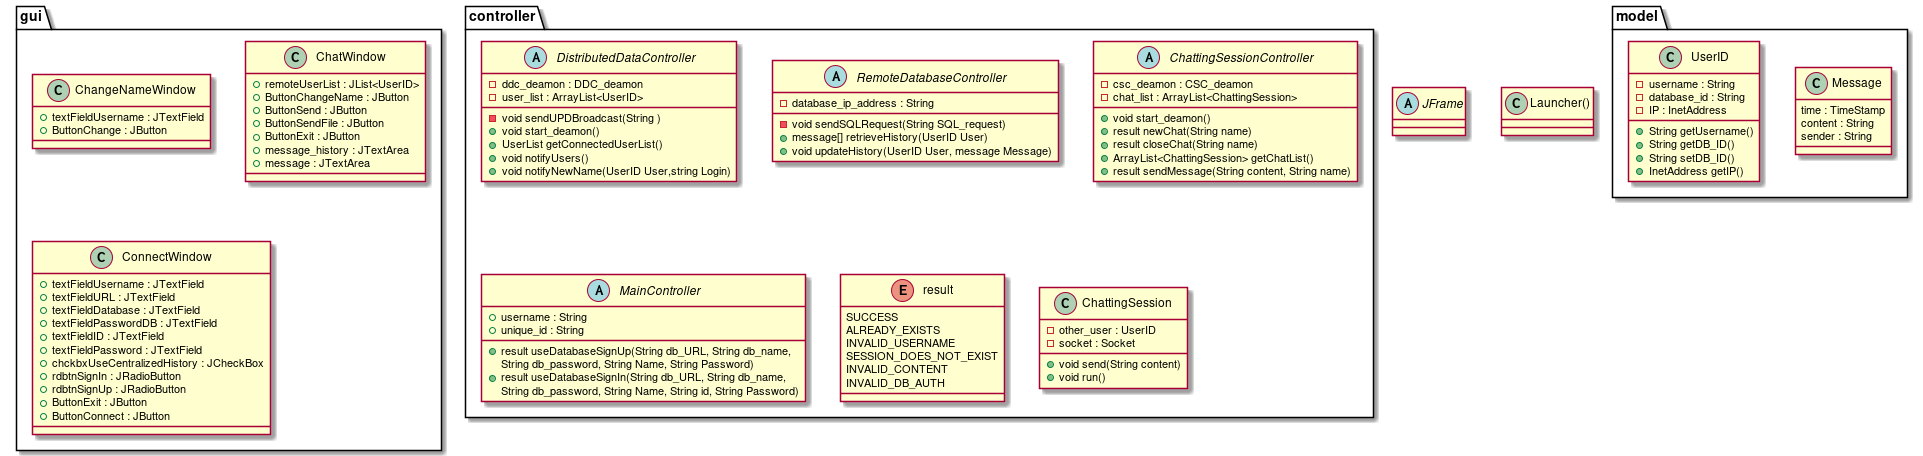 gui
ChangeNameWindow
textFieldUsername : JTextField
ButtonChange : JButton
ChatWindow
remoteUserList : JList<UserID>
ButtonChangeName : JButton
ButtonSend : JButton
ButtonSendFile : JButton
ButtonExit : JButton
message_history : JTextArea
message : JTextArea
ConnectWindow
textFieldUsername : JTextField
textFieldURL : JTextField
textFieldDatabase : JTextField
textFieldPasswordDB : JTextField
textFieldID : JTextField
textFieldPassword : JTextField
chckbxUseCentralizedHistory : JCheckBox
rdbtnSignIn : JRadioButton
rdbtnSignUp : JRadioButton
ButtonExit : JButton
ButtonConnect : JButton
controller
DistributedDataController
ddc_deamon : DDC_deamon
user_list : ArrayList<UserID>
void sendUPDBroadcast(String )
void start_deamon()
UserList getConnectedUserList()
void notifyUsers()
void notifyNewName(UserID User,string Login)
RemoteDatabaseController
database_ip_address : String
void sendSQLRequest(String SQL_request)
message[] retrieveHistory(UserID User)
void updateHistory(UserID User, message Message)
ChattingSessionController
csc_deamon : CSC_deamon
chat_list : ArrayList<ChattingSession>
void start_deamon()
result newChat(String name)
result closeChat(String name)
ArrayList<ChattingSession> getChatList()
result sendMessage(String content, String name)
MainController
username : String
unique_id : String
result useDatabaseSignUp(String db_URL, String db_name,
String db_password, String Name, String Password)
result useDatabaseSignIn(String db_URL, String db_name,
String db_password, String Name, String id, String Password)
result
SUCCESS
ALREADY_EXISTS
INVALID_USERNAME
SESSION_DOES_NOT_EXIST
INVALID_CONTENT
INVALID_DB_AUTH
ChattingSession
other_user : UserID
socket : Socket
void send(String content)
void run()
JFrame
Launcher()
model
UserID
username : String
database_id : String
IP : InetAddress
String getUsername()
String getDB_ID()
String setDB_ID()
InetAddress getIP()
Message
time : TimeStamp
content : String
sender : String